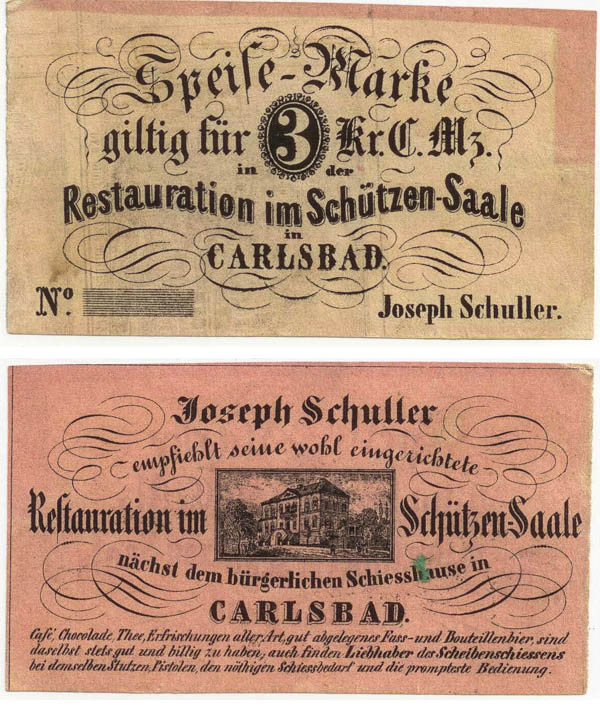 Speise-Marke
giltig für 3 Kr. C. Mz.
in der
Restauration im Schützen-Saale
in
CARLSBAD.
No.
Joseph Schuller.
Joseph Schuller
empfiehlt seine wohl eingerichtete
Restauration im Schützen-Saale
nächst dem bürgerlichen Schiesshause in
CARLSBAD.
Café, Chocolade, Thee, Erfrischungen aller Art, gut abgelegenes Fass- und Bouteillenbier, sind
daselbst stets gut und billig zu haben, auch finden Liebhaber des Scheibenschiessens
bei demselben Stutzen, Pistolen, den nöthigen Schiessbedarf und die prompteste Bedienung.